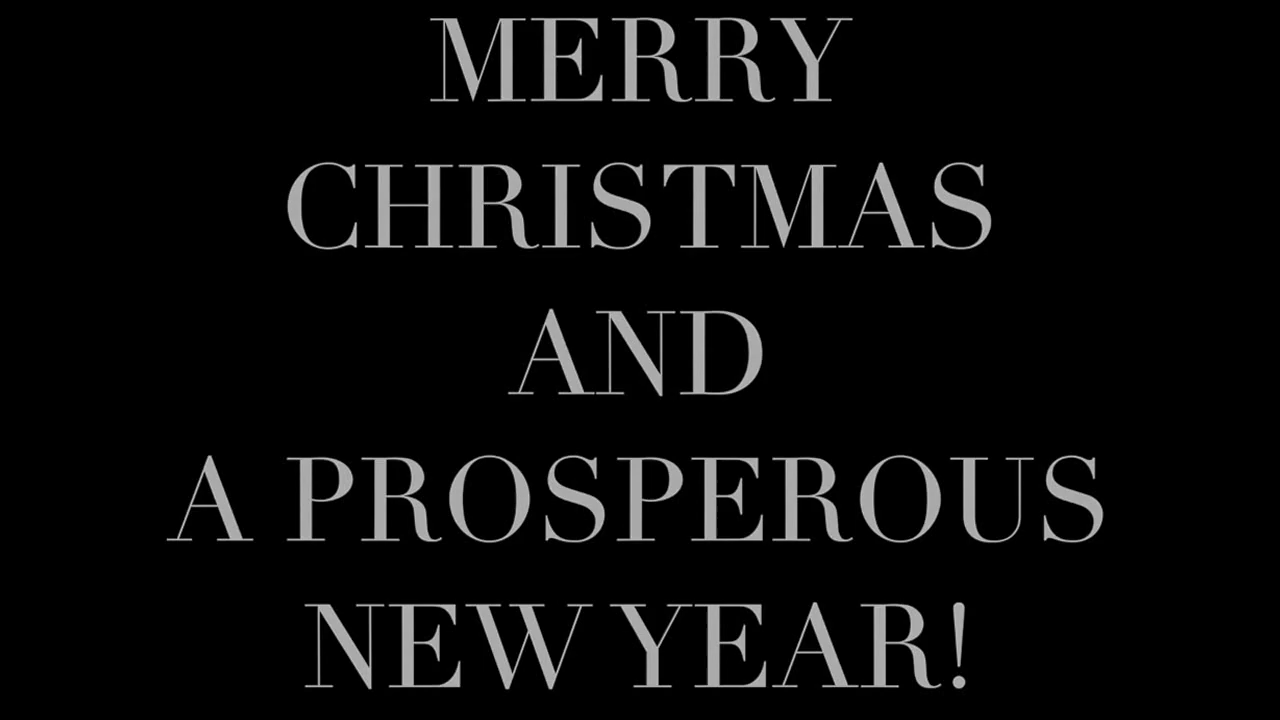 MERRY
CHRISTMAS
AND
A PROSPEROUS
NEW YEAR!